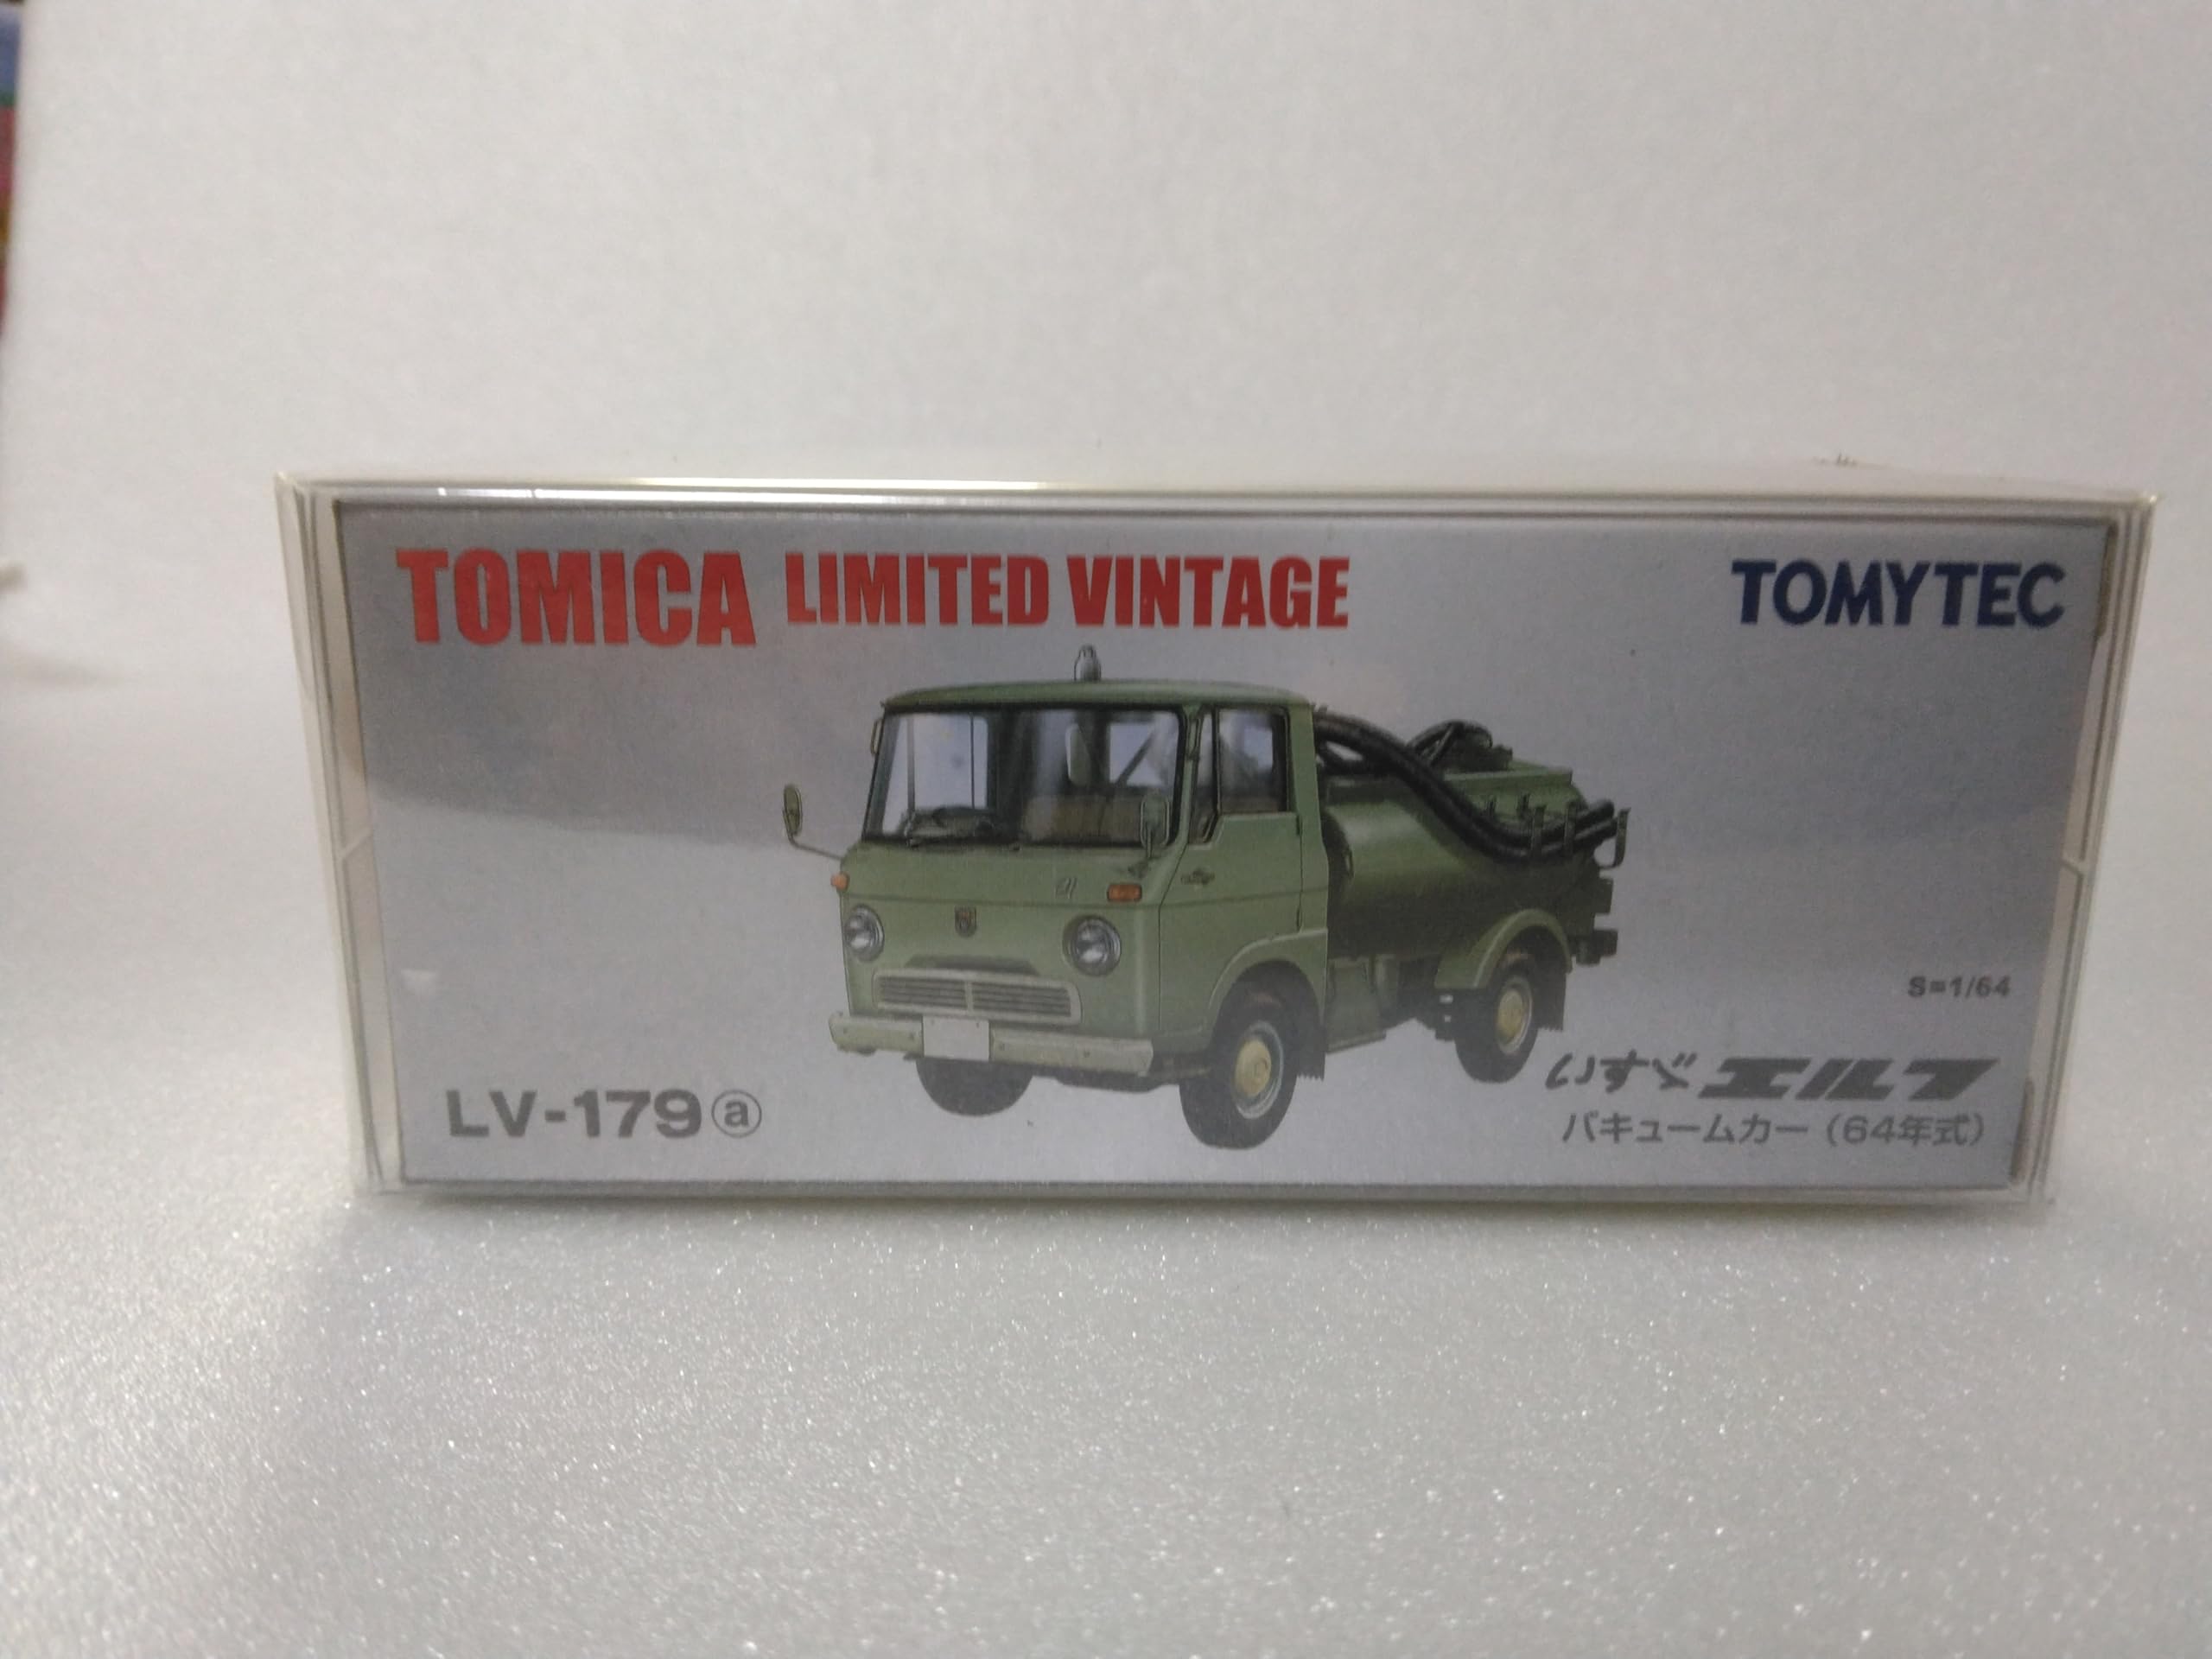 TOMICA LIMITED VINTAGE
TOMYTEC
S=1/64
いすゞ エルフ
バキュームカー（64年式）
LV-179ⓐ